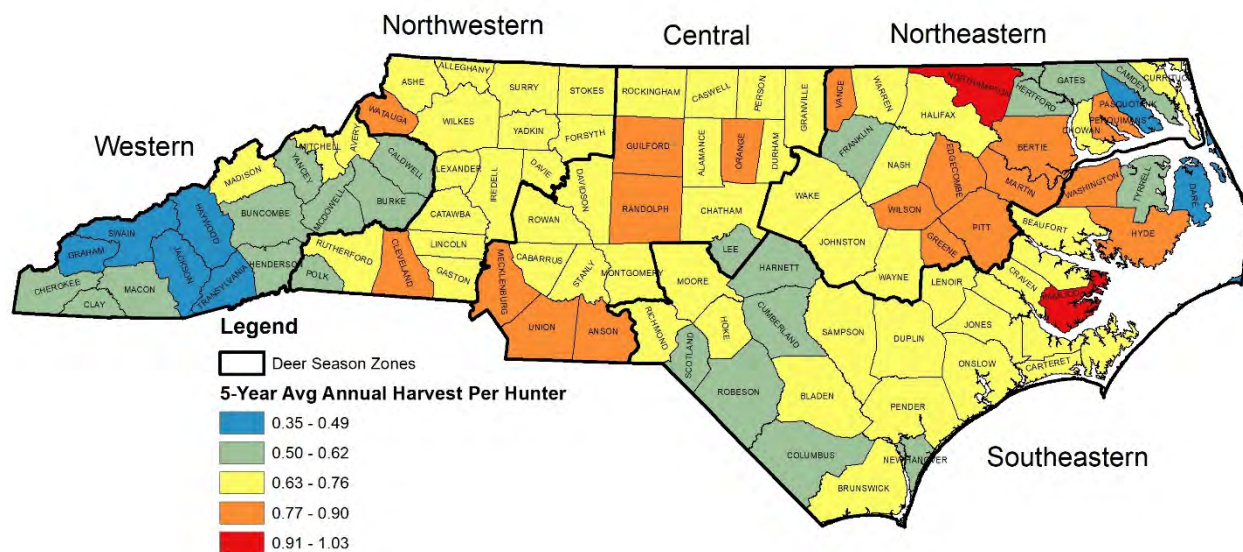 Northwestern
Central
Northeastern
Western
Southeastern
ALLEGHANY
ASHE
SURRY
STOKES
ROCKINGHAM
CASWELL
PERSON
GRANVILLE
VANCE
WARREN
NORTHAMPTON
HERTFORD
GATES
CAMDEN
CURRITUCK
WATAUGA
WILKES
YADKIN
FORSYTH
GUILFORD
ALAMANCE
ORANGE
DURHAM
FRANKLIN
HALIFAX
BERTIE
CHOWAN
PERQUIMANS
PASQUOTANK
MITCHELL
AVERY
CALDWELL
LEXANDER
IREDELL
DAVIE
DAVIDSON
RANDOLPH
CHATHAM
WAKE
NASH
EDGECOMBE
MARTIN
WASHINGTON
TYRRELL
DARE
MADISON
YANCEY
BUNCOMBE
MCDOWELL
BURKE
CATAWBA
ROWAN
LEE
JOHNSTON
WILSON
GREENE
PITT
BEAUFORT
HYDE
HAYWOOD
SWAIN
GRAHAM
JACKSON
TRANSYLVANIA
HENDERSON
RUTHERFORD
CLEVELAND
LINCOLN
GASTON
MECKLENBURG
CABARRUS
STANLY
MONTGOMERY
MOORE
HARNETT
WAYNE
LENOIR
CRAVEN
CHEROKEE
CLAY
MACON
POLK
UNION
ANSON
RICHMOND
SCOTLAND
HOKE
CUMBERLAND
SAMPSON
DUPLIN
JONES
ONSLOW
CARTERET
ROBESON
BLADEN
PENDER
COLUMBUS
NEW HANOVER
BRUNSWICK
Legend
Deer Season Zones
5-Year Avg Annual Harvest Per Hunter
0.35 - 0.49
0.50 - 0.62
0.63 - 0.76
0.77 - 0.90
0.91 - 1.03